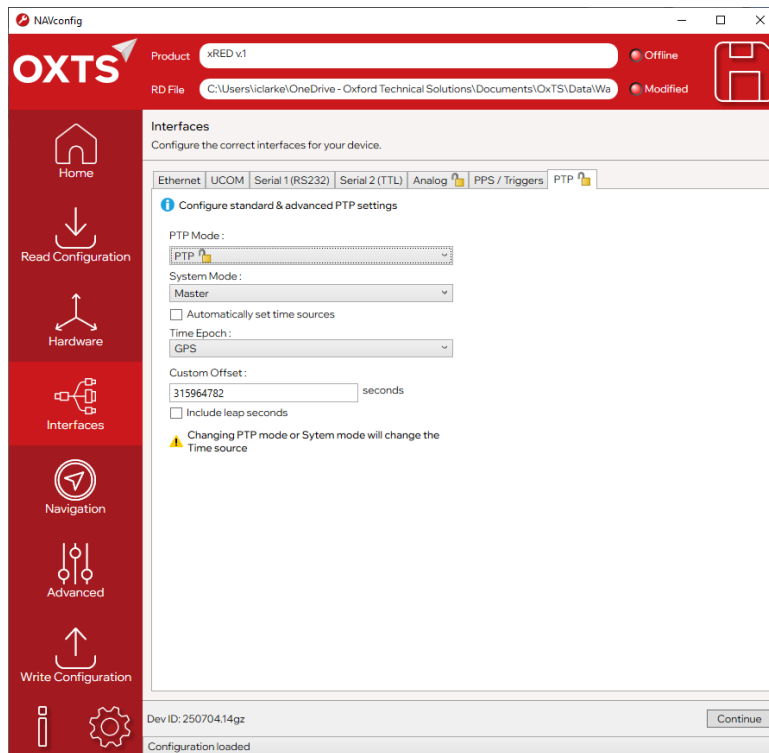 NAVconfig
OXTS
Product
xRED v.1
Offline
RD File
C:\Users\iclarke\OneDrive - Oxford Technical Solutions\Documents\OxTS\Data\Wa
Modified
Home
Read Configuration
Hardware
Interfaces
Navigation
Advanced
Write Configuration
Interfaces
Configure the correct interfaces for your device.
Ethernet UCOM Serial 1 (RS232) Serial 2 (TTL) Analog PPS / Triggers PTP
Configure standard & advanced PTP settings
PTP Mode :
PTP
System Mode :
Master
Automatically set time sources
Time Epoch :
GPS
Custom Offset :
315964782 seconds
Include leap seconds
Changing PTP mode or Sytem mode will change the
Time source
Dev ID: 250704.14gz
Continue
Configuration loaded